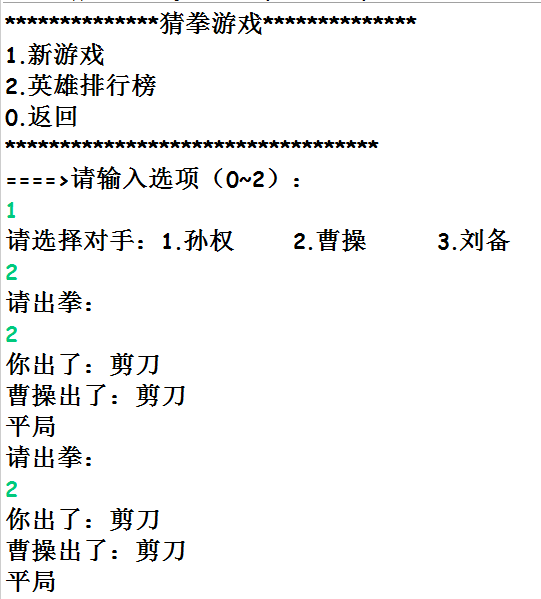 **************猜拳游戏**************
1.新游戏
2.英雄排行榜
0.返回
**********************************
====>请输入选项（0~2）：
1
请选择对手：1.孙权 2.曹操 3.刘备
2
请出拳：
2
你出了：剪刀
曹操出了：剪刀
平局
请出拳：
2
你出了：剪刀
曹操出了：剪刀
平局